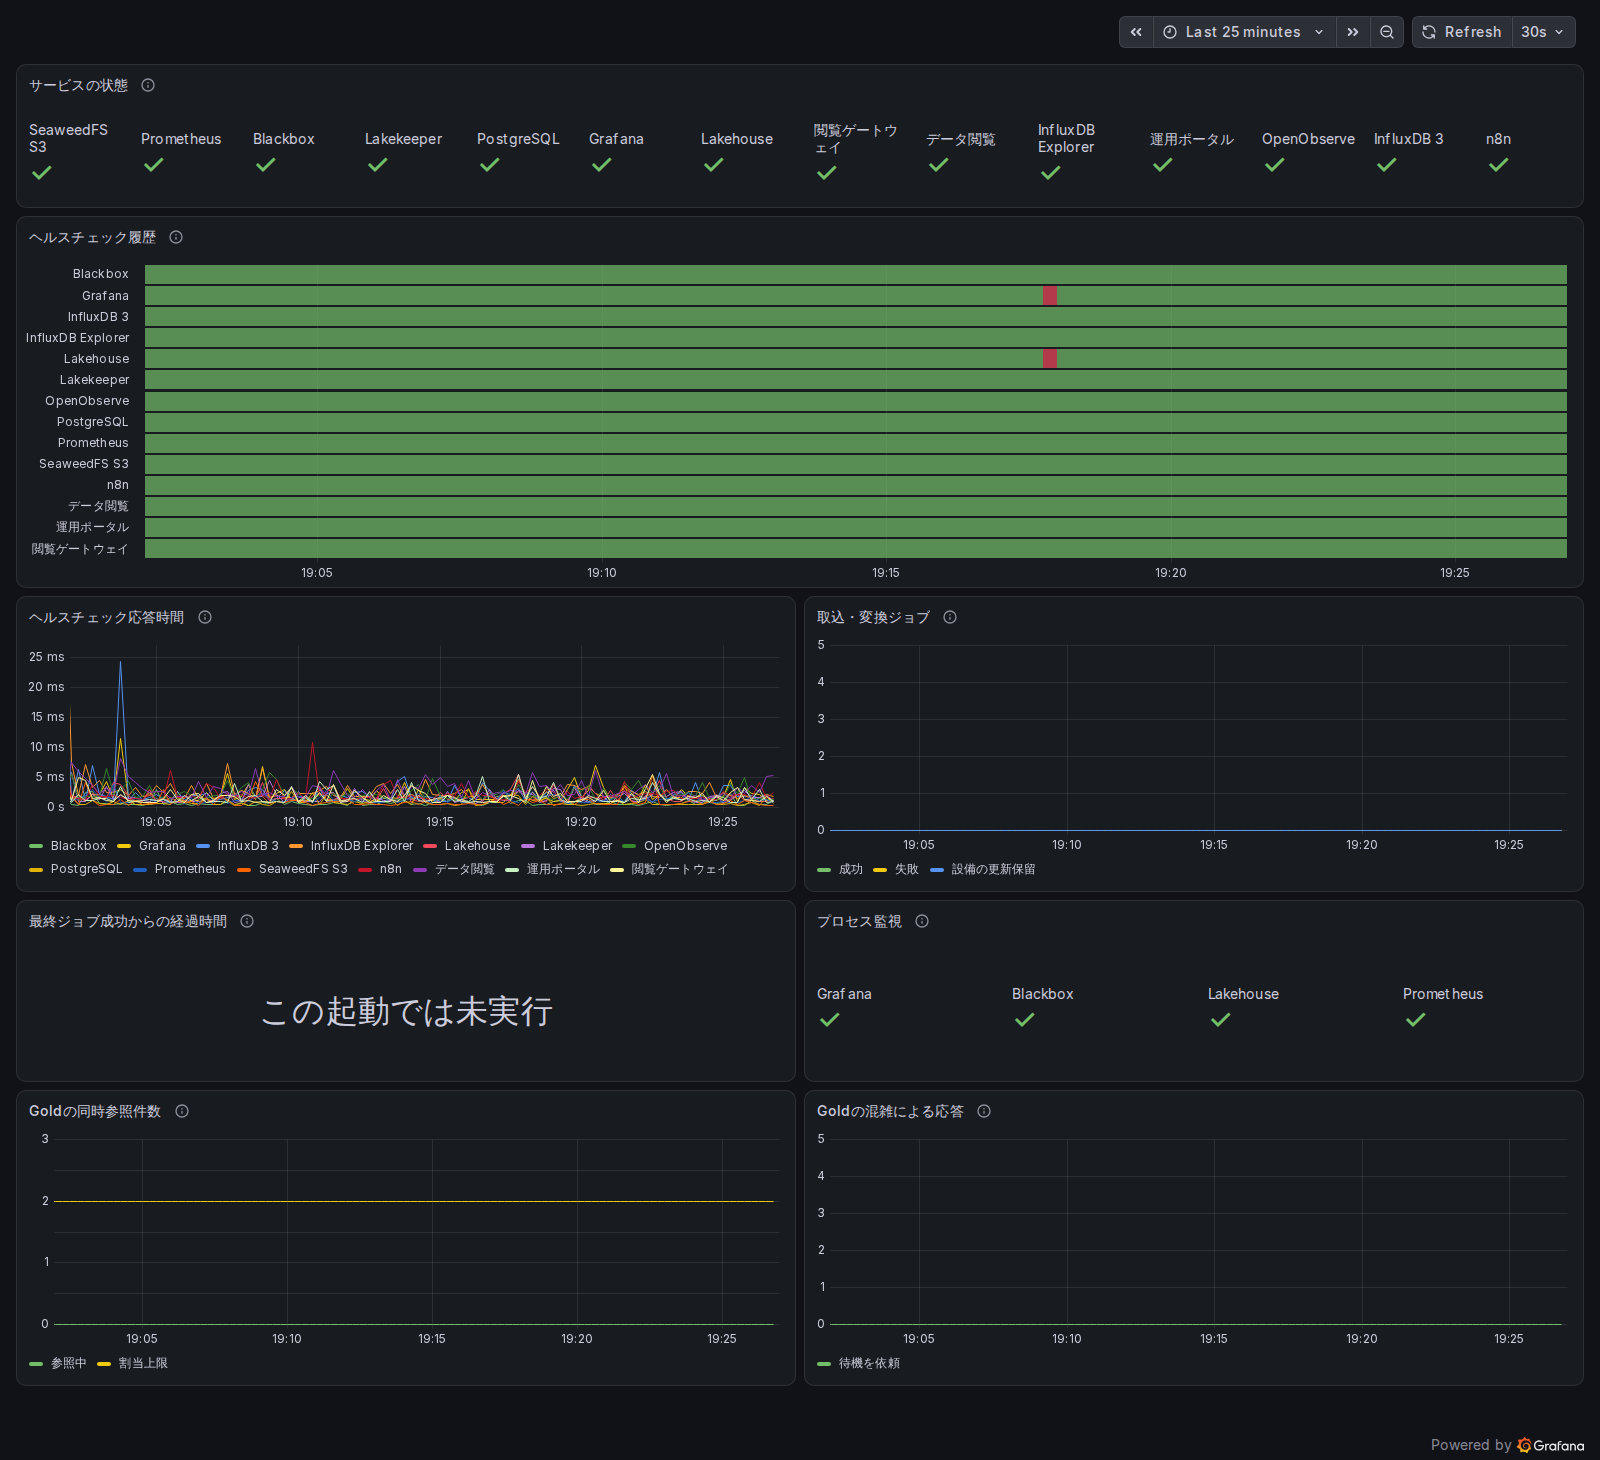 Last 25 minutes
Refresh
30s
サービスの状態
SeaweedFS S3
Prometheus
Blackbox
Lakekeeper
PostgreSQL
Grafana
Lakehouse
閲覧ゲートウェイ
データ閲覧
InfluxDB Explorer
運用ポータル
OpenObserve
InfluxDB 3
n8n
ヘルスチェック履歴
Blackbox
Grafana
InfluxDB 3
InfluxDB Explorer
Lakehouse
Lakekeeper
OpenObserve
PostgreSQL
Prometheus
SeaweedFS S3
n8n
データ閲覧
運用ポータル
閲覧ゲートウェイ
19:05 19:10 19:15 19:20 19:25
ヘルスチェック応答時間
25 ms
20 ms
15 ms
10 ms
5 ms
0 s
19:05 19:10 19:15 19:20 19:25
Blackbox Grafana InfluxDB 3 InfluxDB Explorer Lakehouse Lakekeeper OpenObserve
PostgreSQL Prometheus SeaweedFS S3 n8n データ閲覧 運用ポータル 閲覧ゲートウェイ
取込・変換ジョブ
5
4
3
2
1
0
19:05 19:10 19:15 19:20 19:25
成功 失敗 設備の更新保留
最終ジョブ成功からの経過時間
この起動では未実行
プロセス監視
Grafana
Blackbox
Lakehouse
Prometheus
Goldの同時参照件数
3
2
1
0
19:05 19:10 19:15 19:20 19:25
参照中 割当上限
Goldの混雑による応答
5
4
3
2
1
0
19:05 19:10 19:15 19:20 19:25
待機を依頼
Powered by Grafana